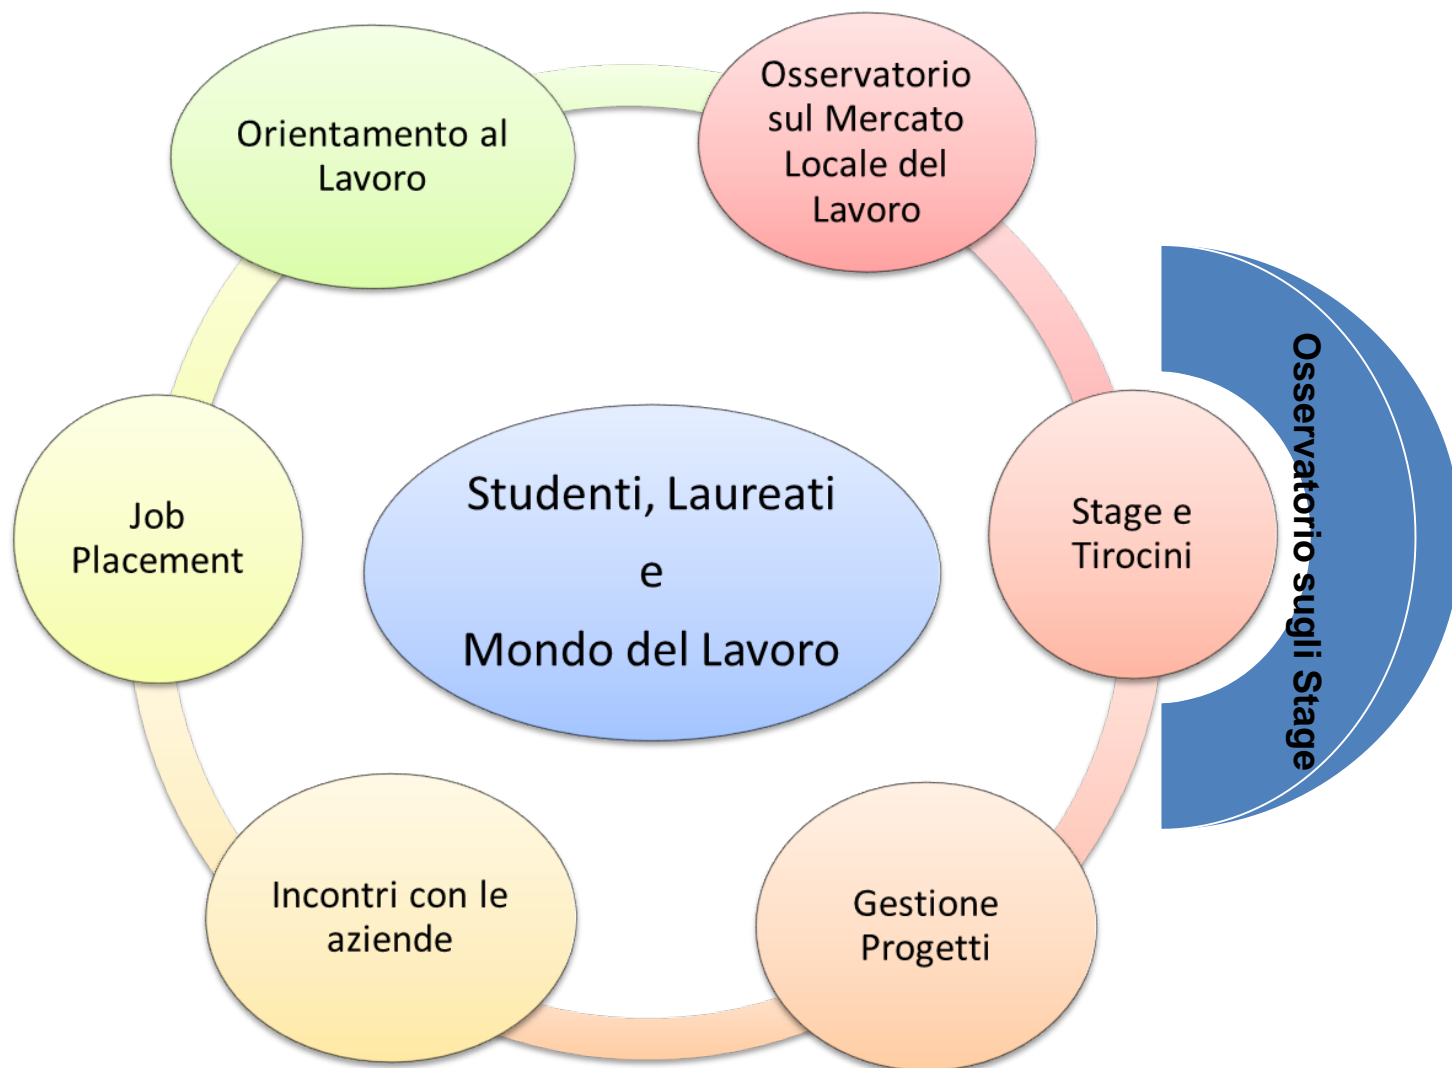 Orientamento al
Lavoro
Osservatorio
sul Mercato
Locale del
Lavoro
Job
Placement
Studenti, Laureati
e
Mondo del Lavoro
Stage e
Tirocini
Osservatorio sugli Stage
Incontri con le
aziende
Gestione
Progetti